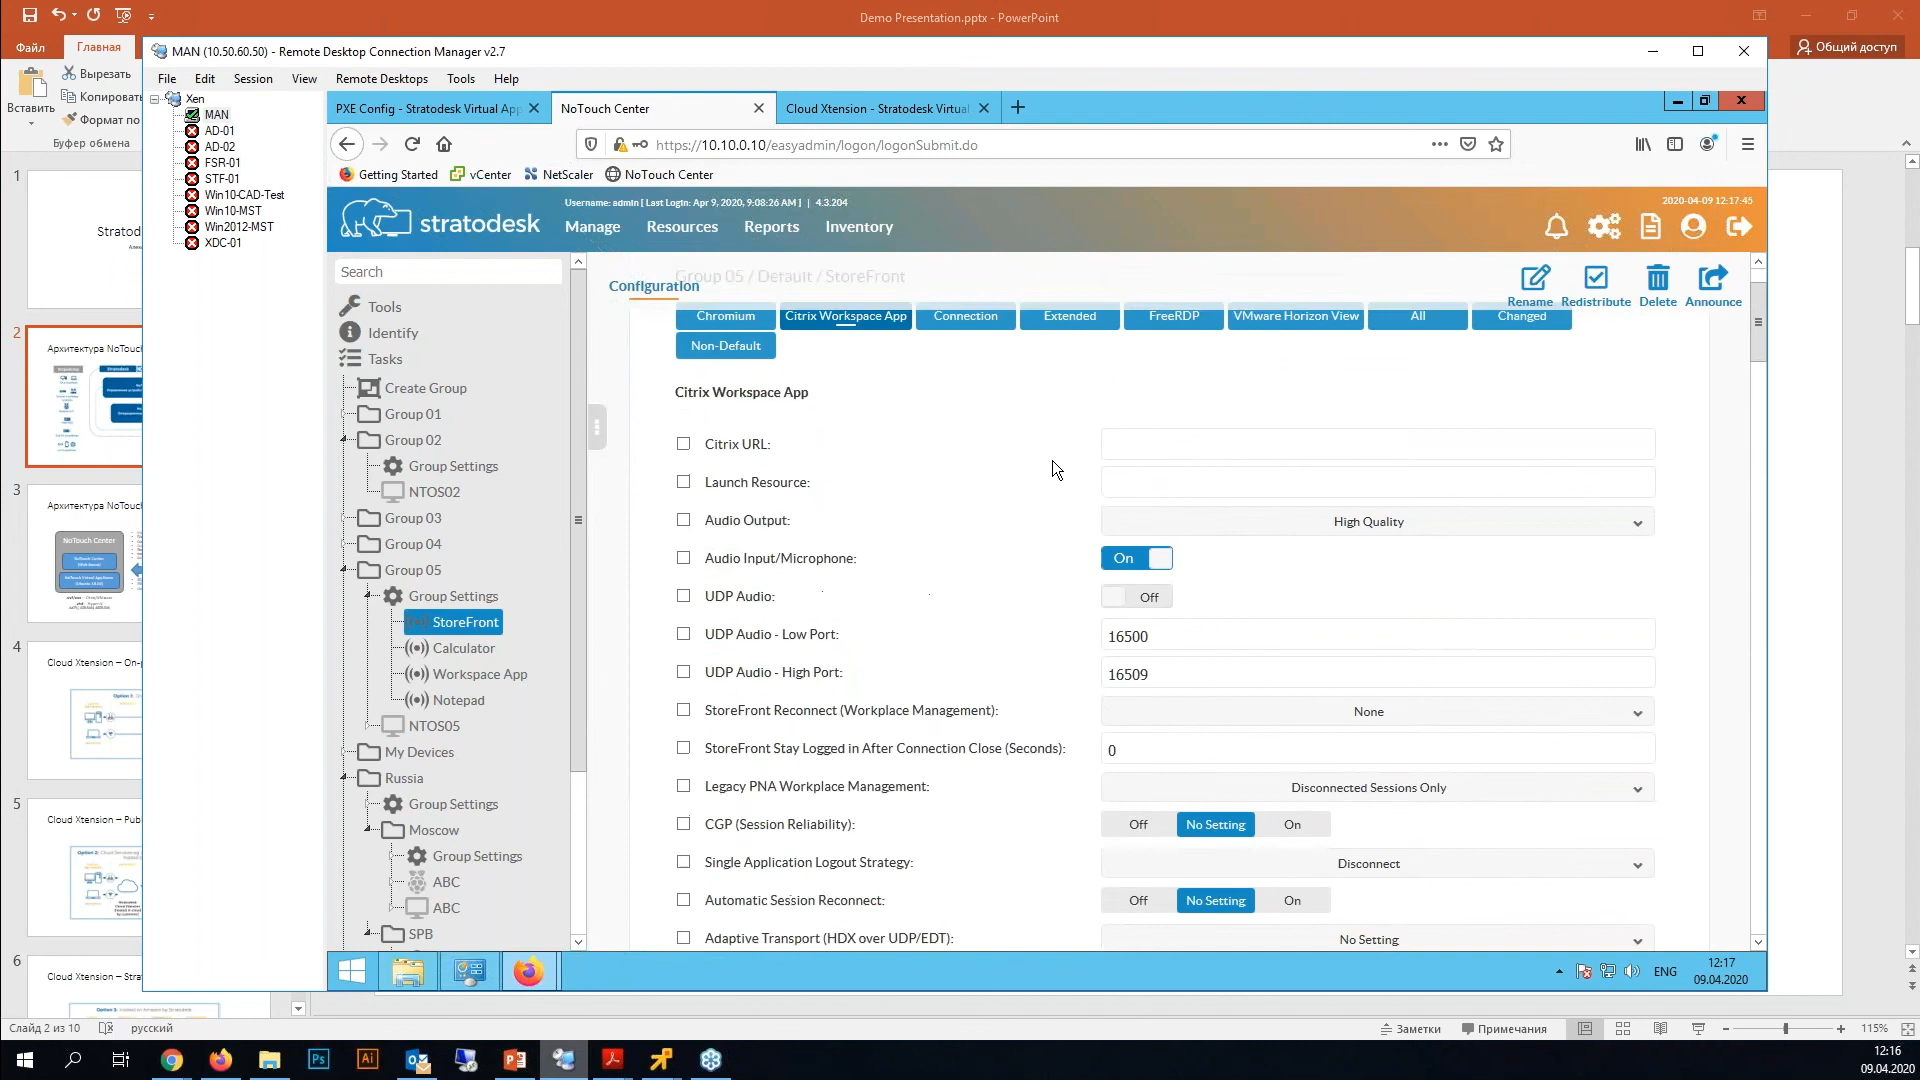 Demo Presentation.pptx - PowerPoint
Файл
Главная
Общий доступ
Вставить
Вырезать
Копировать
Формат по
Буфер обмена
MAN (10.50.60.50) - Remote Desktop Connection Manager v2.7
File Edit Session View Remote Desktops Tools Help
Xen
MAN
AD-01
AD-02
FSR-01
STF-01
Win10-CAD-Test
Win10-MST
Win2012-MST
XDC-01
PXE Config - Stratodesk Virtual App
NoTouch Center
Cloud Xtension - Stratodesk Virtual
https://10.10.0.10/easyadmin/logon/logonSubmit.do
Getting Started vCenter NetScaler NoTouch Center
stratodesk
Username: admin [ Last Login: Apr 9, 2020, 9:08:26 AM ] | 4.3.204
2020-04-09 12:17:45
Manage Resources Reports Inventory
Search
Tools
Identify
Tasks
Create Group
Group 01
Group 02
Group Settings
NTOS02
Group 03
Group 04
Group 05
Group Settings
StoreFront
Calculator
Workspace App
Notepad
NTOS05
My Devices
Russia
Group Settings
Moscow
Group Settings
ABC
ABC
SPB
Group 05 / Default / StoreFront
Configuration
Rename Redistribute Delete Announce
Chromium Citrix Workspace App Connection Extended FreeRDP VMware Horizon View All Changed
Non-Default
Citrix Workspace App
Citrix URL:
Launch Resource:
Audio Output: High Quality
Audio Input/Microphone: On
UDP Audio: Off
UDP Audio - Low Port: 16500
UDP Audio - High Port: 16509
StoreFront Reconnect (Workplace Management): None
StoreFront Stay Logged in After Connection Close (Seconds): 0
Legacy PNA Workplace Management: Disconnected Sessions Only
CGP (Session Reliability): Off No Setting On
Single Application Logout Strategy: Disconnect
Automatic Session Reconnect: Off No Setting On
Adaptive Transport (HDX over UDP/EDT): No Setting
ENG
12:17
09.04.2020
1
Stratod
2
Архитектура NoTouch
3
Архитектура NoTouc
NoTouch Center
4
Cloud Xtension – On-p
5
Cloud Xtension – Pub
6
Cloud Xtension – Stra
Слайд 2 из 10
русский
Заметки
Примечания
115%
12:16
09.04.2020